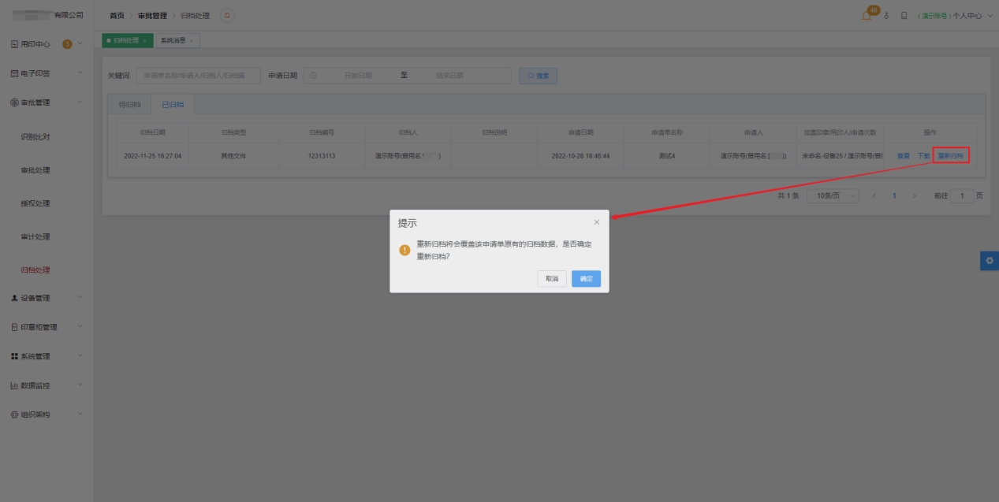 有限公司
首页 审批管理 归档处理
46
(演示账号)个人中心
用印中心 3
归档处理 × 系统消息 ×
电子印签
关键词 申请单名称/申请人/归档人/归档编 申请日期 开始日期 至 结束日期 搜索
审批管理
待归档 已归档
识别比对
归档日期 归档类型 归档编号 归档人 归档说明 申请日期 申请单名称 申请人 加盖印章/用印人/申请次数 操作
2022-11-25 16:27:04 其他文件 12313113 演示账号(曾用名: ) 2022-10-28 16:46:44 测试4 演示账号(曾用名:[ ]) 未命名-设备25 / 演示账号(曾 查看 下载 重新归档
审批处理
共 1 条 10条/页 1 前往 1 页
授权处理
审计处理
归档处理
设备管理
印章柜管理
系统管理
数据监控
组织架构
提示 ×
重新归档将会覆盖该申请单原有的归档数据，是否确定
重新归档?
取消 确定